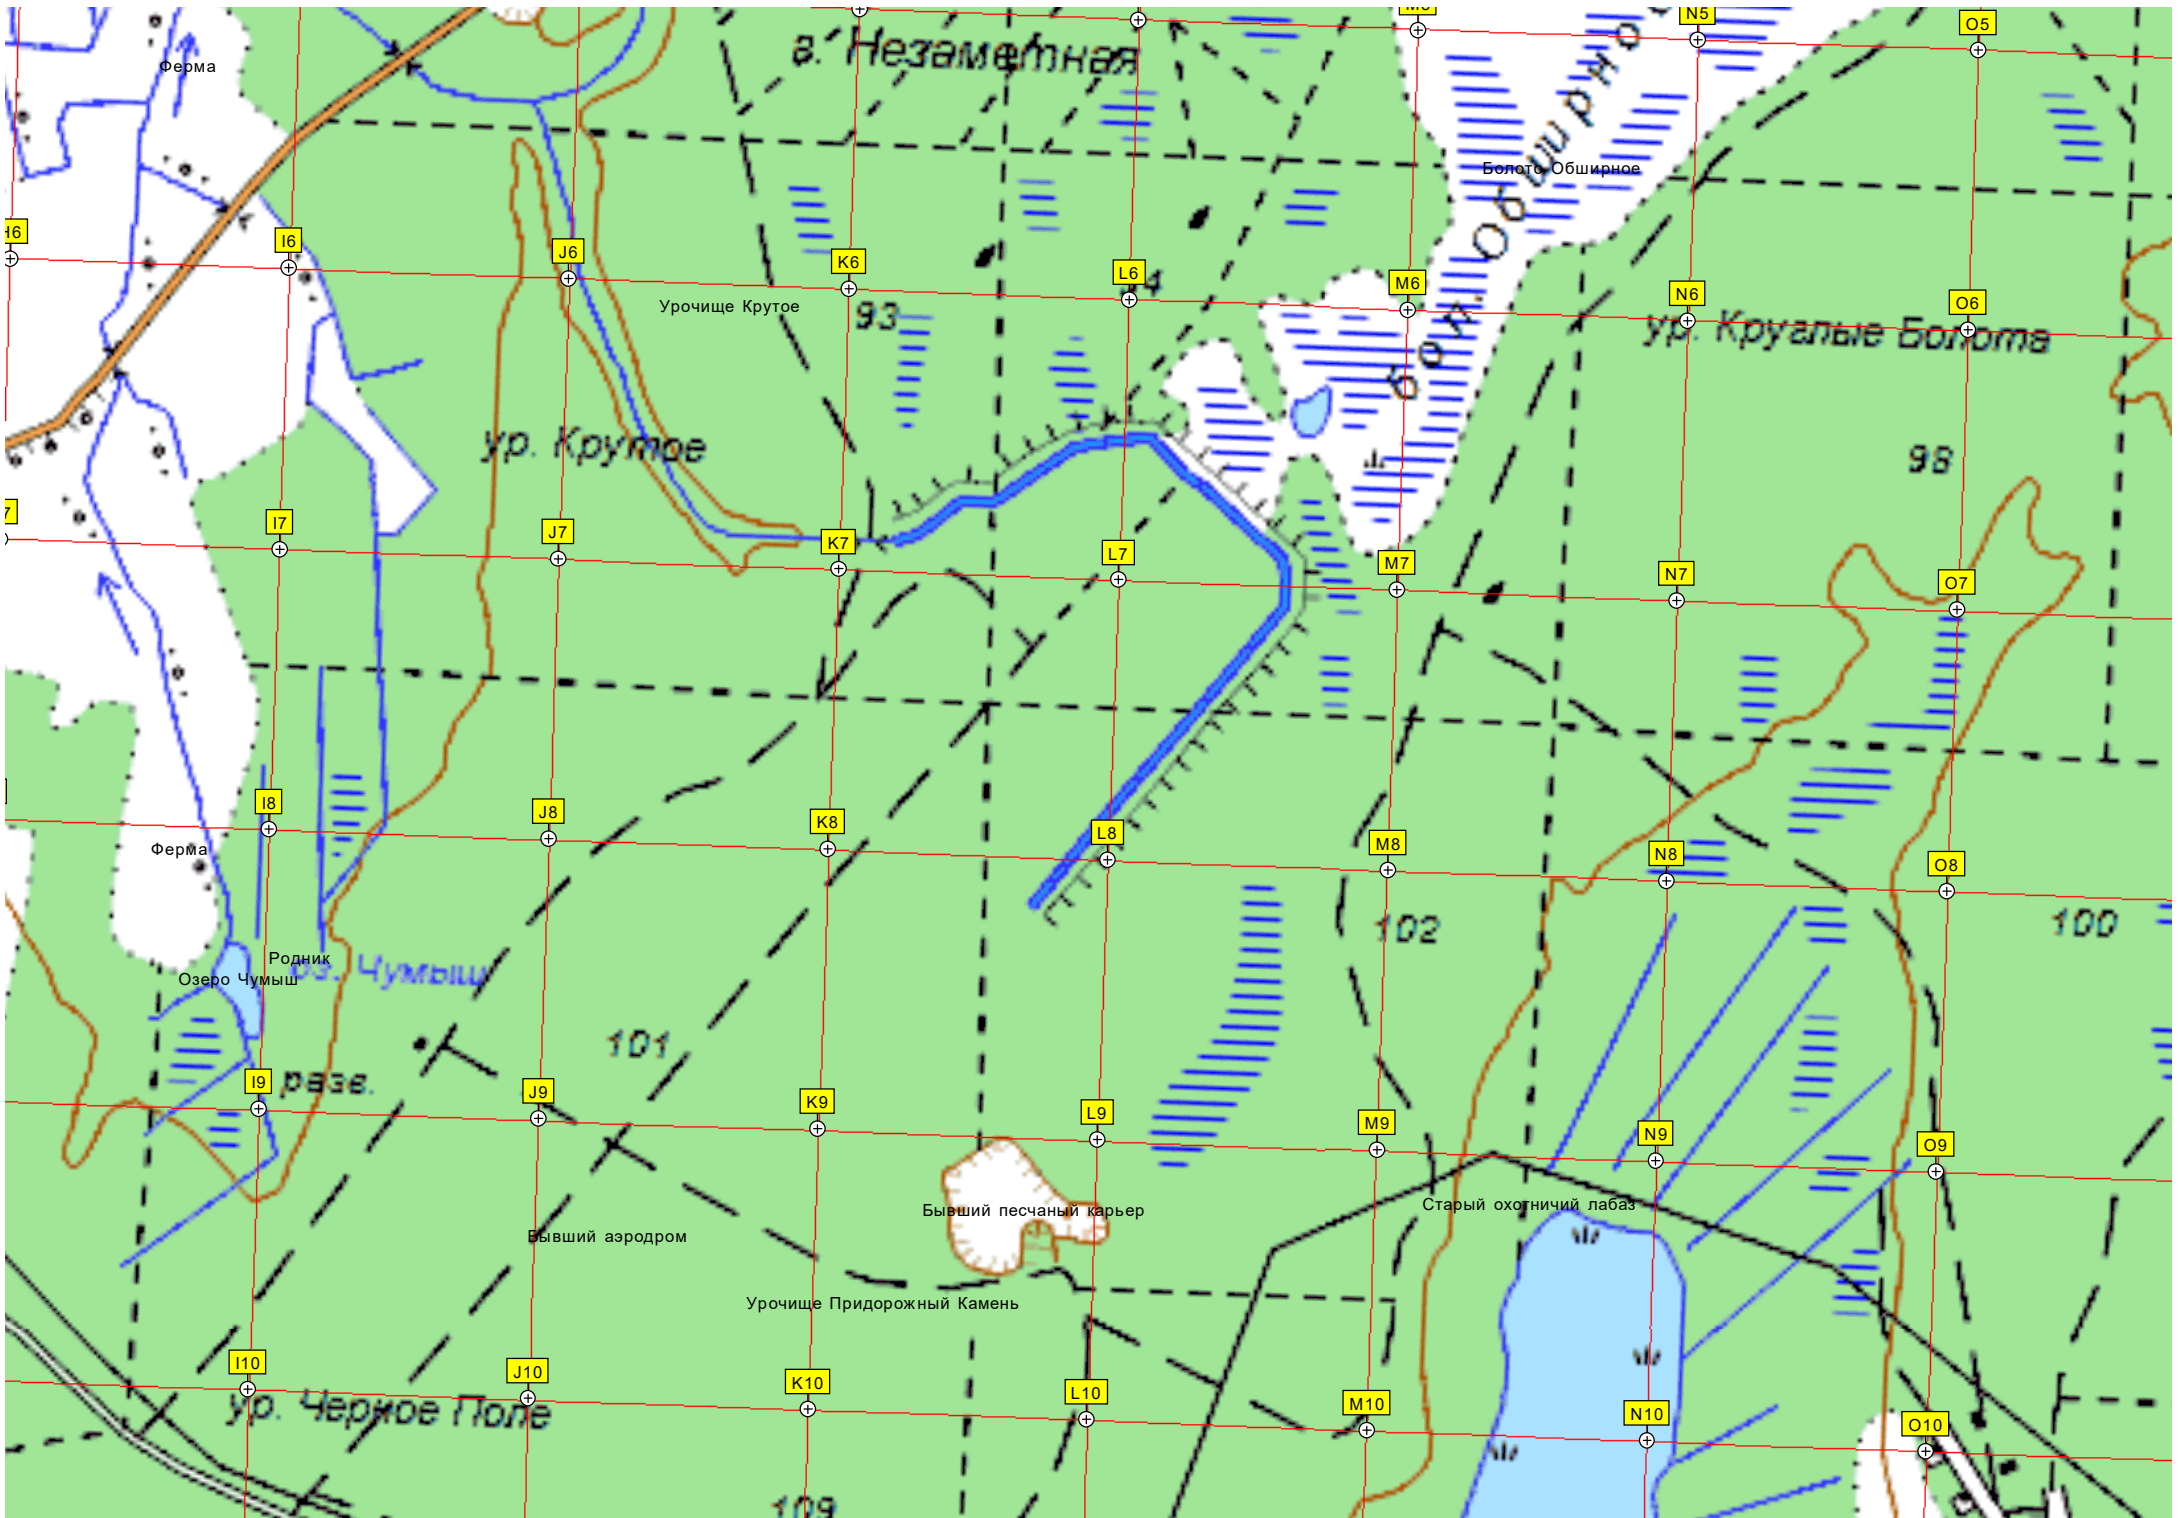 M5
N5
O5
г. Незаметная
Ферма
Болото Обширное
бол. Обширное
H6
I6
J6
K6
L6
M6
N6
O6
Урочище Крутое
93
ур. Круглые Болота
ур. Крутое
98
7
I7
J7
K7
L7
M7
N7
O7
I8
J8
K8
L8
M8
N8
O8
Ферма
102
100
Родник
оз. Чумыш
Озеро Чумыш
101
разв.
I9
J9
K9
L9
M9
N9
O9
Бывший песчаный карьер
Старый охотничий лабаз
Бывший аэродром
Урочище Придорожный Камень
I10
J10
K10
L10
M10
N10
O10
ур. Черное Поле
109